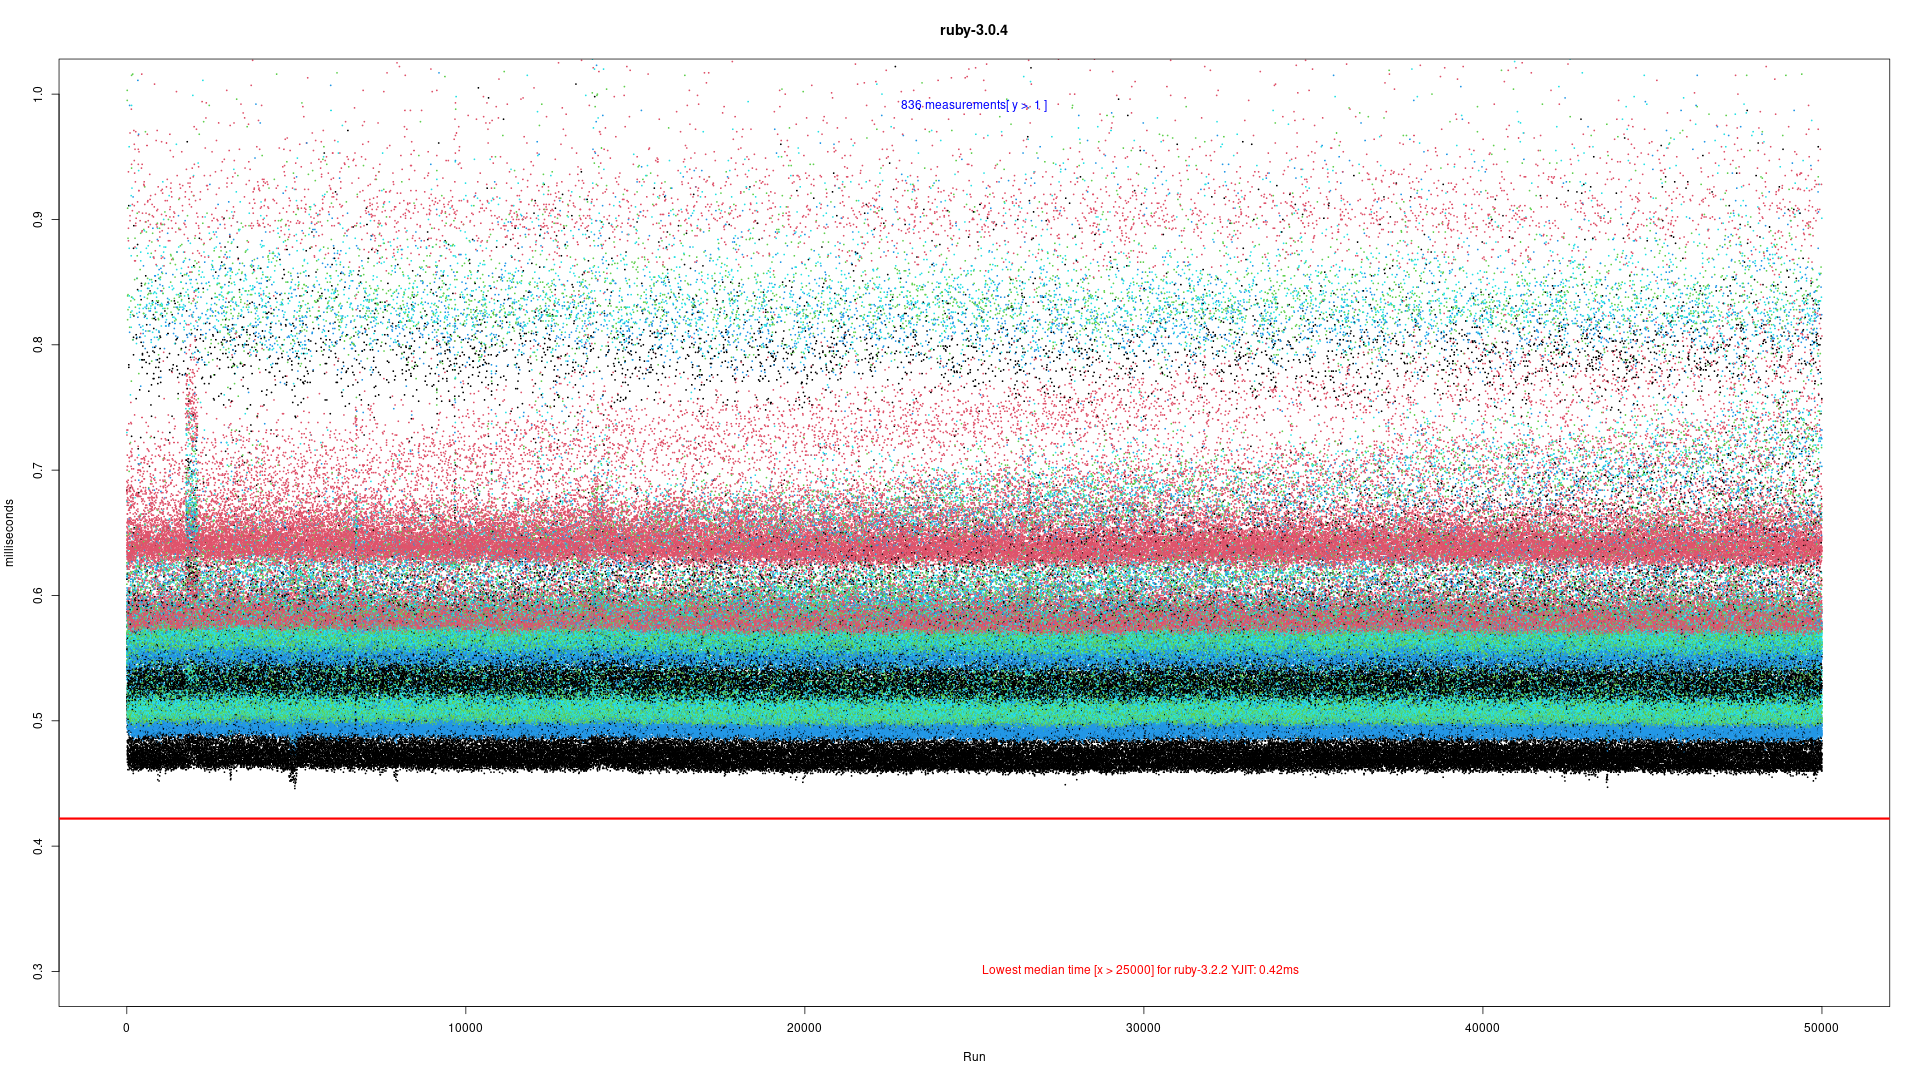 ruby-3.0.4
836 measurements[ y > 1 ]
1.0
0.9
0.8
0.7
0.6
0.5
0.4
0.3
milliseconds
Lowest median time [x > 25000] for ruby-3.2.2 YJIT: 0.42ms
0 10000 20000 30000 40000 50000
Run